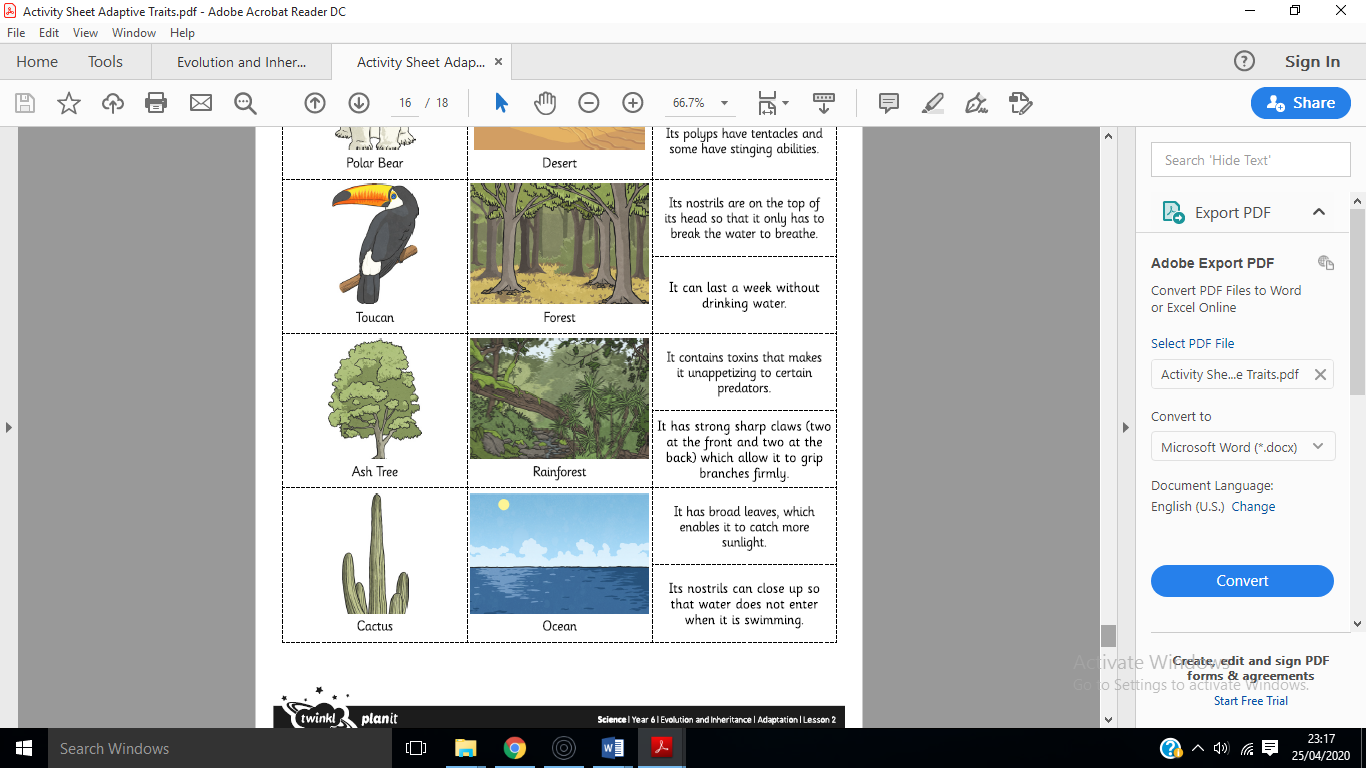 Activity Sheet Adaptive Traits.pdf - Adobe Acrobat Reader DC
File Edit View Window Help
Home Tools Evolution and Inher... Activity Sheet Adap... ×
16 / 18 66.7% Share
? Sign In
Polar Bear
Desert
Its polyps have tentacles and
some have stinging abilities.
Toucan
Forest
Its nostrils are on the top of
its head so that it only has to
break the water to breathe.
It can last a week without
drinking water.
Ash Tree
Rainforest
It contains toxins that makes
it unappetizing to certain
predators.
It has strong sharp claws (two
at the front and two at the
back) which allow it to grip
branches firmly.
Cactus
Ocean
It has broad leaves, which
enables it to catch more
sunlight.
Its nostrils can close up so
that water does not enter
when it is swimming.
twinkl planit
Science | Year 6 | Evolution and Inheritance | Adaptation | Lesson 2
Search 'Hide Text'
Export PDF
Adobe Export PDF
Convert PDF Files to Word
or Excel Online
Select PDF File
Activity She...e Traits.pdf
Convert to
Microsoft Word (*.docx)
Document Language:
English (U.S.) Change
Convert
Create, edit and sign PDF
forms & agreements
Start Free Trial
Activate Windows
Go to Settings to activate Windows.
Search Windows
23:17
25/04/2020